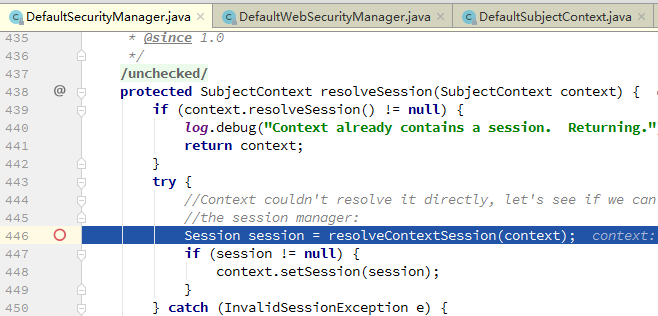 DefaultSecurityManager.java × DefaultWebSecurityManager.java × DefaultSubjectContext.java ×
435 * @since 1.0
436 */
437 /unchecked/
438 @ protected SubjectContext resolveSession(SubjectContext context) {
439 if (context.resolveSession() != null) {
440 log.debug("Context already contains a session.  Returning."
441 return context;
442 }
443 try {
444 //Context couldn't resolve it directly, let's see if we can
445 //the session manager:
446 Session session = resolveContextSession(context); context:
447 if (session != null) {
448 context.setSession(session);
449 }
450 } catch (InvalidSessionException e) {